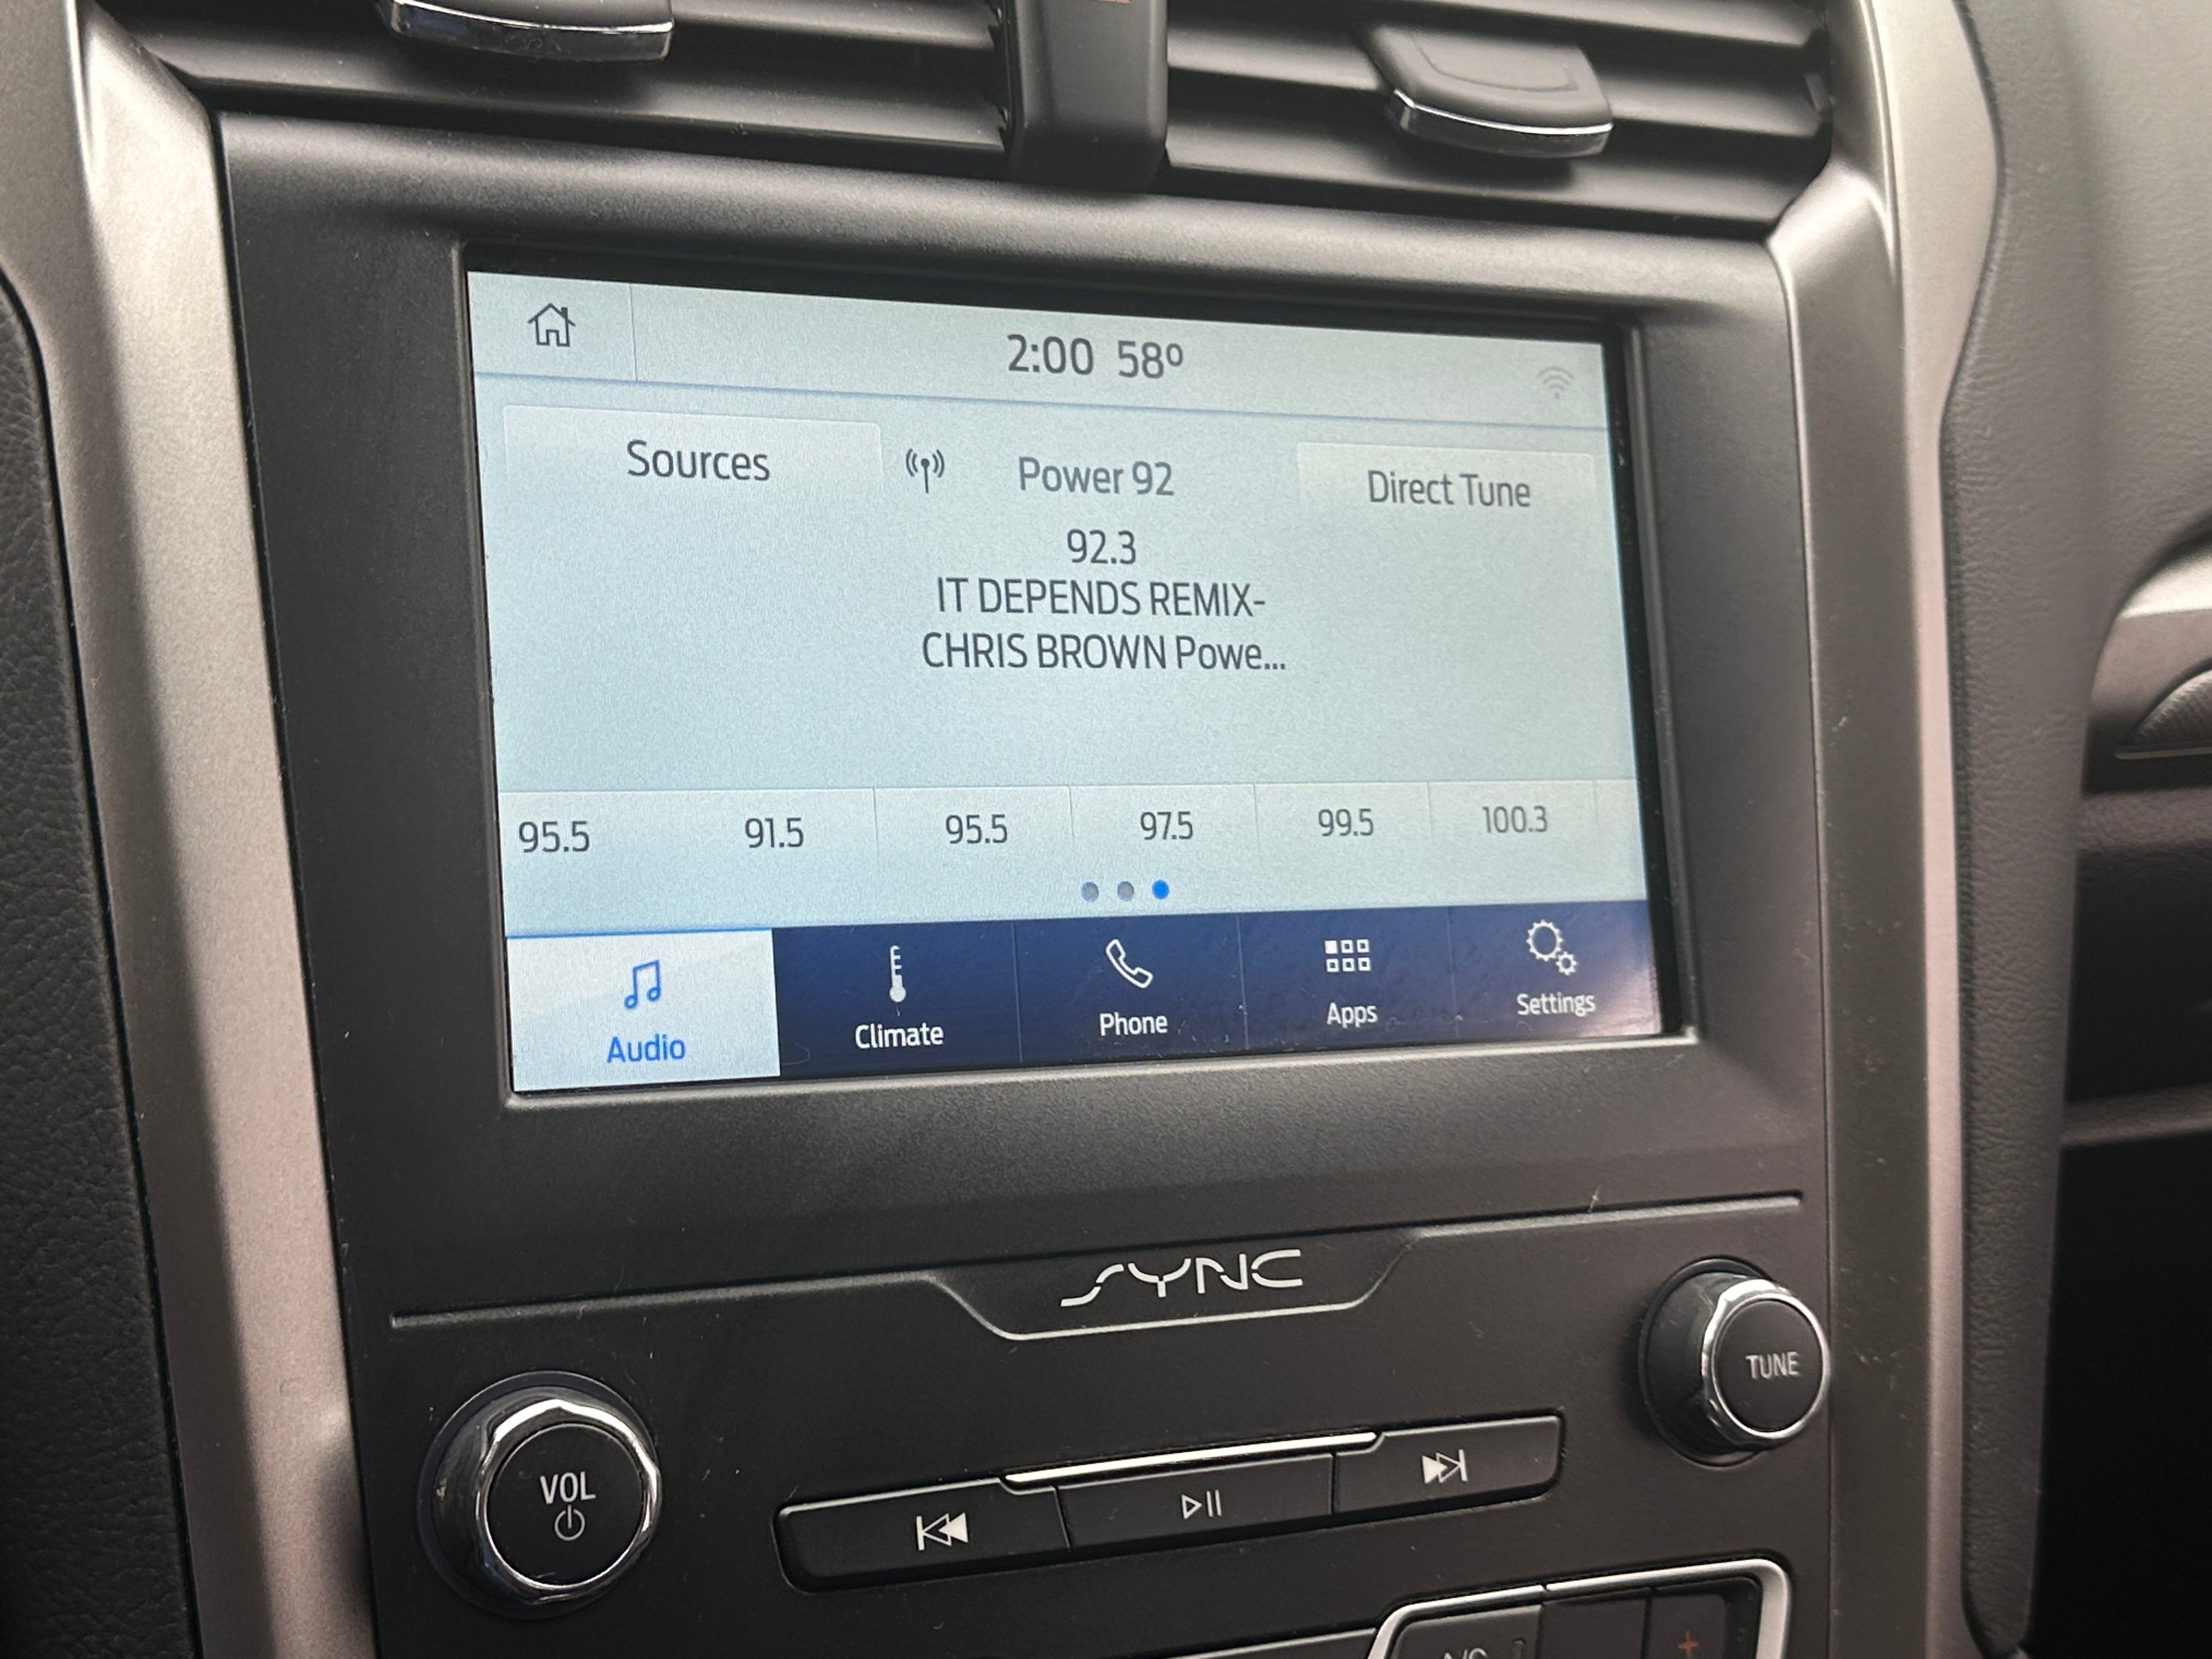 2:00 58º
Sources
Power 92
Direct Tune
92.3
IT DEPENDS REMIX-
CHRIS BROWN Powe...
95.5 91.5 95.5 97.5 99.5 100.3
Audio Climate Phone Apps Settings
SYNC
TUNE
VOL